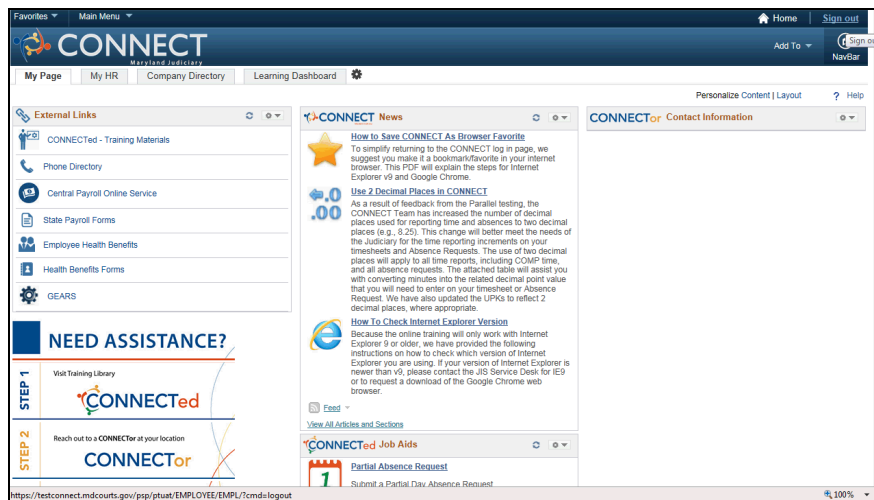 Favorites Main Menu Home Sign out
CONNECT
Maryland Judiciary
Add To
Sign
NavBar
My Page My HR Company Directory Learning Dashboard
Personalize Content | Layout ? Help
External Links
CONNECTed - Training Materials
Phone Directory
Central Payroll Online Service
State Payroll Forms
Employee Health Benefits
Health Benefits Forms
GEARS
NEED ASSISTANCE?
STEP 1
Visit Training Library
CONNECTed
STEP 2
Reach out to a CONNECTor at your location
CONNECTor
CONNECT News
How to Save CONNECT As Browser Favorite
To simplify returning to the CONNECT log in page, we
suggest you make it a bookmark/favorite in your internet
browser. This PDF will explain the steps for Internet
Explorer v9 and Google Chrome.
.0
.00
Use 2 Decimal Places in CONNECT
As a result of feedback from the Parallel testing, the
CONNECT Team has increased the number of decimal
places used for reporting time and absences to two decimal
places (e.g., 8.25). This change will better meet the needs of
the Judiciary for the time reporting increments on your
timesheets and Absence Requests. The use of two decimal
places will apply to all time reports, including COMP time,
and all absence requests. The attached table will assist you
with converting minutes into the related decimal point value
that you will need to enter on your timesheet or Absence
Request. We have also updated the UPKs to reflect 2
decimal places, where appropriate.
How To Check Internet Explorer Version
Because the online training will only work with Internet
Explorer 9 or older, we have provided the following
instructions on how to check which version of Internet
Explorer you are using. If your version of Internet Explorer is
newer than v9, please contact the JIS Service Desk for IE9
or to request a download of the Google Chrome web
browser.
Feed
View All Articles and Sections
CONNECTed Job Aids
1
Partial Absence Request
Submit a Partial Day Absence Request
CONNECTor Contact Information
https://testconnect.mdcourts.gov/psp/ptuat/EMPLOYEE/EMPL/?cmd=logout
100%